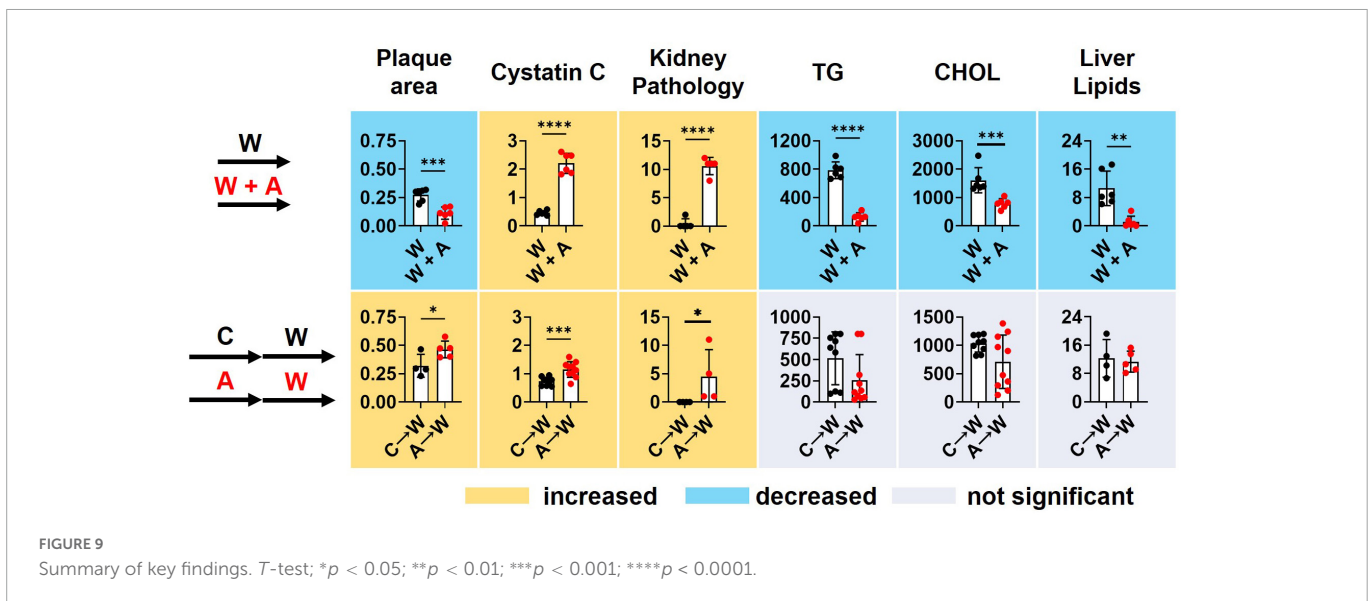 Plaque area
Cystatin C
Kidney Pathology
TG
CHOL
Liver Lipids
W
W + A
0.75
0.50
0.25
0.00
***
W
W + A
3
2
1
0
****
W
W + A
15
10
5
0
****
W
W + A
1200
800
400
0
****
W
W + A
3000
2000
1000
0
***
W
W + A
24
16
8
0
**
W
W + A
C W
A W
0.75
0.50
0.25
0.00
*
C→W
A→W
3
2
1
0
***
C→W
A→W
15
10
5
0
*
C→W
A→W
1000
750
500
250
0
C→W
A→W
1500
1000
500
0
C→W
A→W
24
16
8
0
C→W
A→W
increased decreased not significant
FIGURE 9
Summary of key findings. T-test; *p < 0.05; **p < 0.01; ***p < 0.001; ****p < 0.0001.